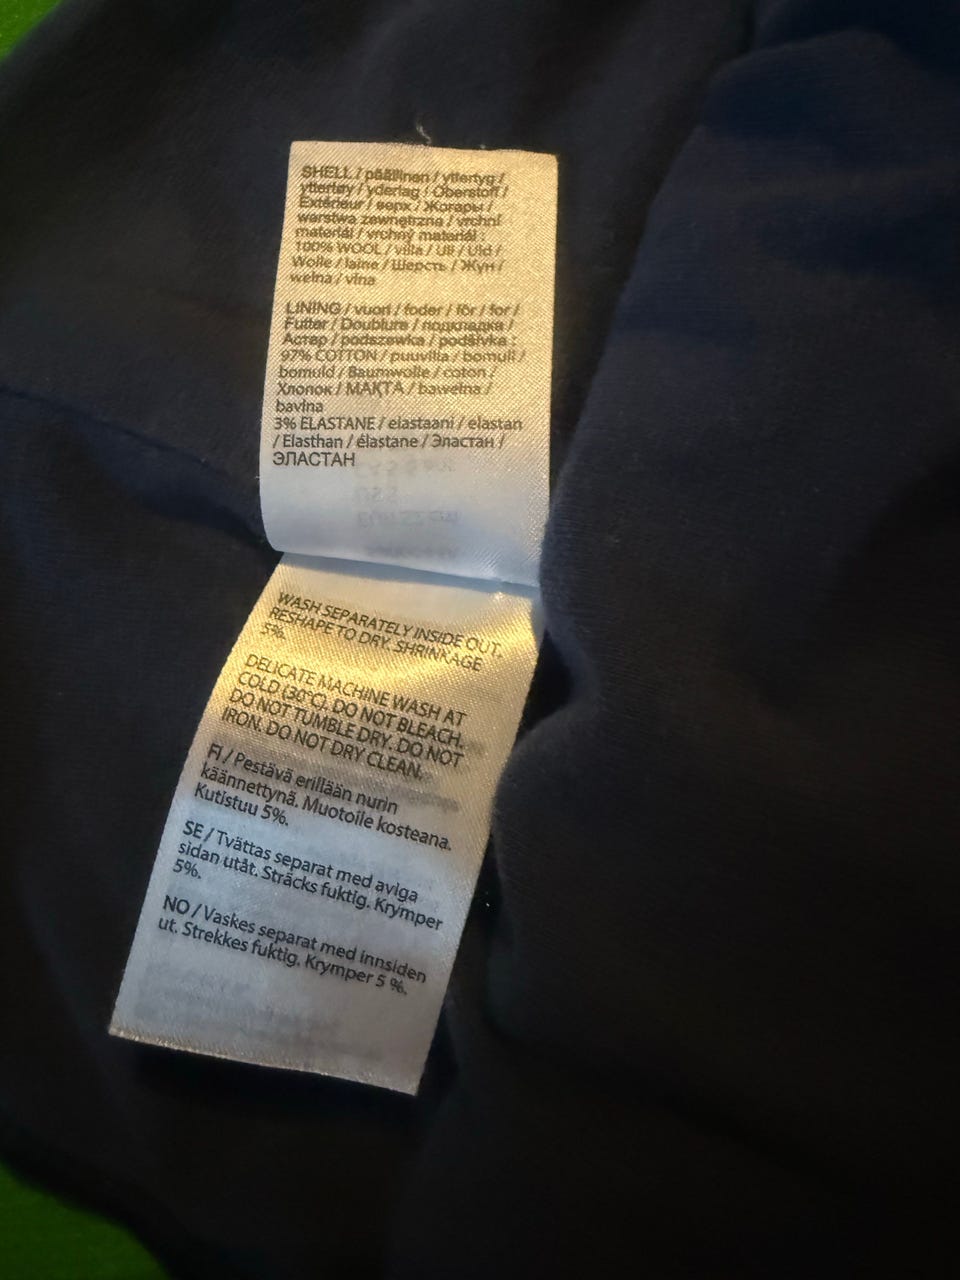 SHELL / päällinen / yttertyg /
yttertøy / yderlag / Oberstoff /
Extérieur / верх / Жоғары /
warstwa zewnętrzna / vrchní
materiál / vrchný materiál :
100% WOOL / villa / Ull / Uld /
Wolle / laine / Шерсть / Жүн /
wełna / vlna
LINING / vuori / foder / fôr / for /
Futter / Doublure / подкладка /
Астар / podszewka / podšívka :
97% COTTON / puuvilla / bomull /
bomuld / Baumwolle / coton /
Хлопок / МАҚТА / bawełna /
bavlna
3% ELASTANE / elastaani / elastan
/ Elasthan / élastane / Эластан /
ЭЛАСТАН
WASH SEPARATELY INSIDE OUT.
RESHAPE TO DRY. SHRINKAGE
5%.
DELICATE MACHINE WASH AT
COLD (30°C). DO NOT BLEACH.
DO NOT TUMBLE DRY. DO NOT
IRON. DO NOT DRY CLEAN.
FI / Pestävä erillään nurin
käännettynä. Muotoile kosteana.
Kutistuu 5%.
SE / Tvättas separat med aviga
sidan utåt. Sträcks fuktig. Krymper
5%.
NO / Vaskes separat med innsiden
ut. Strekkes fuktig. Krymper 5 %.